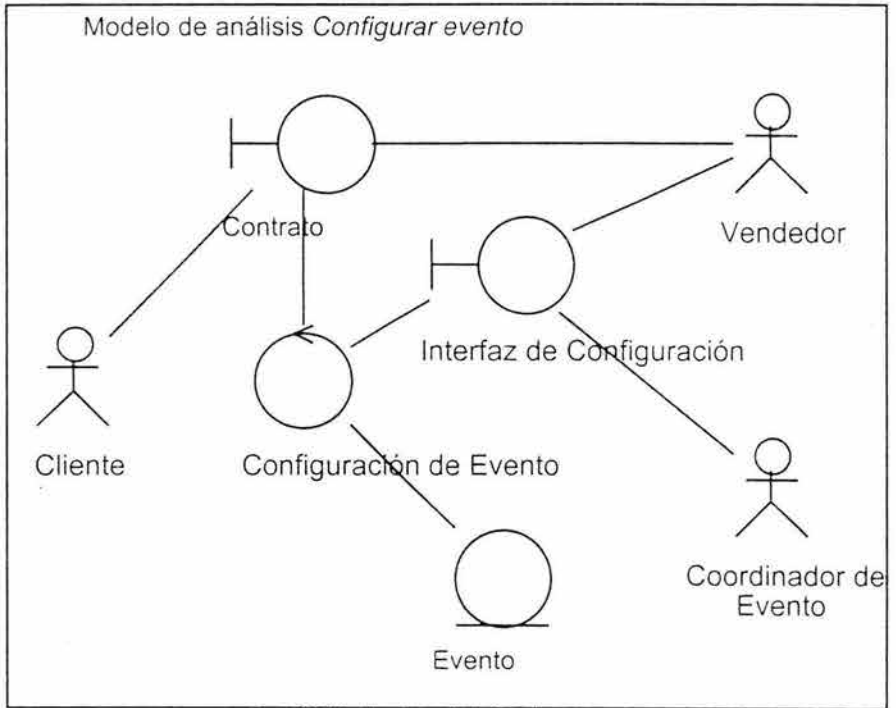 Modelo de análisis Configurar evento
Contrato
Vendedor
Interfaz de Configuración
Cliente
Configuración de Evento
Coordinador de
Evento
Evento